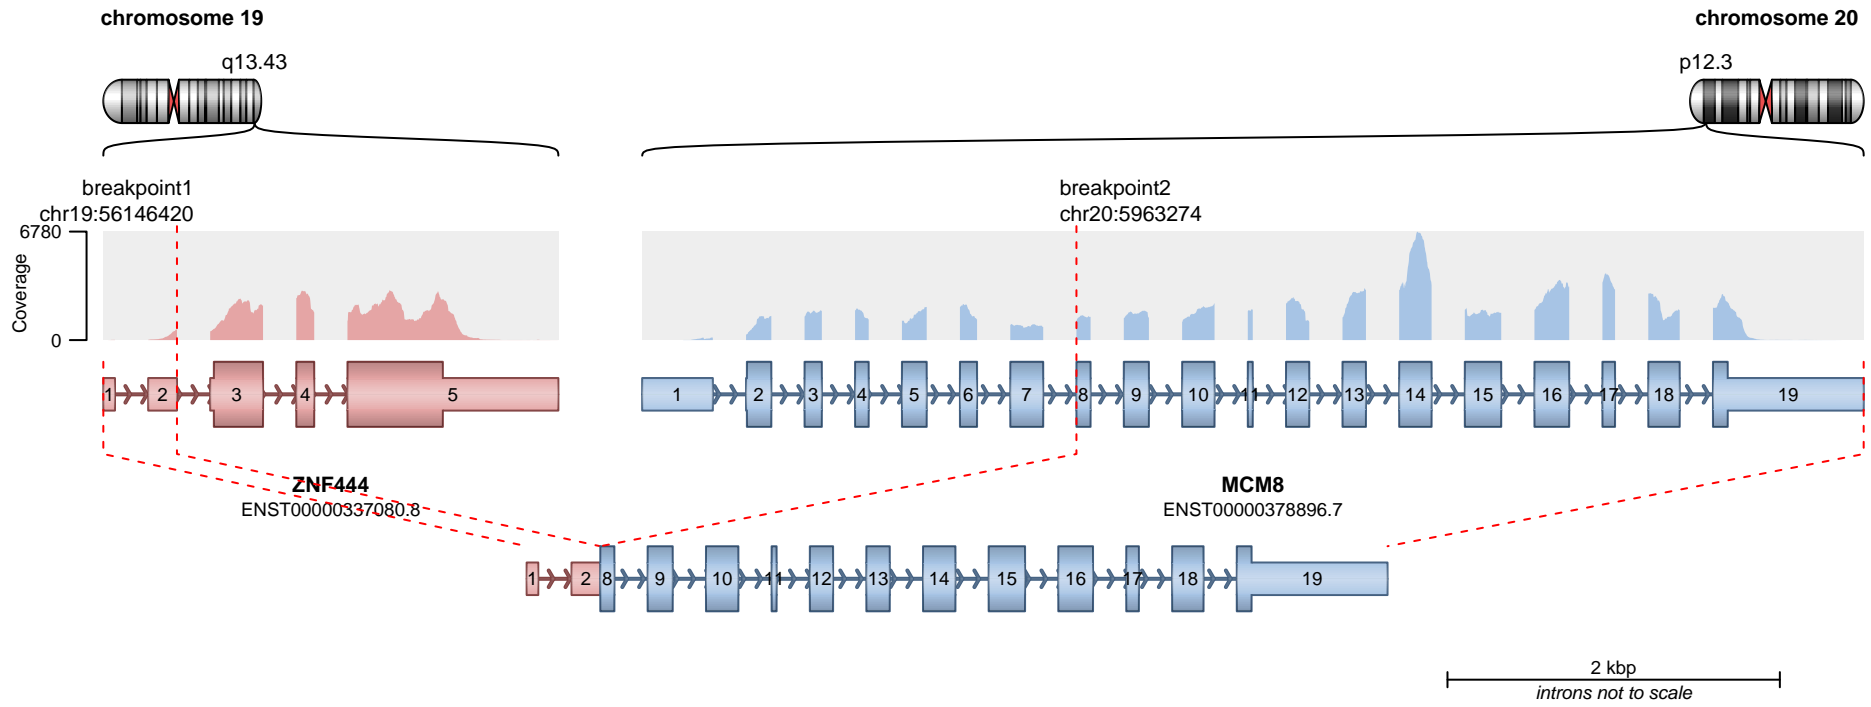 chromosome 19
chromosome 20
q13.43
p12.3
breakpoint1
chr19:56146420
breakpoint2
chr20:5963274
6780
Coverage
0
1 2 3 4 5
1 2 3 4 5 6 7 8 9 10 11 12 13 14 15 16 17 18 19
ZNF444
ENST00000337080.8
MCM8
ENST00000378896.7
1 2 8 9 10 11 12 13 14 15 16 17 18 19
2 kbp
introns not to scale